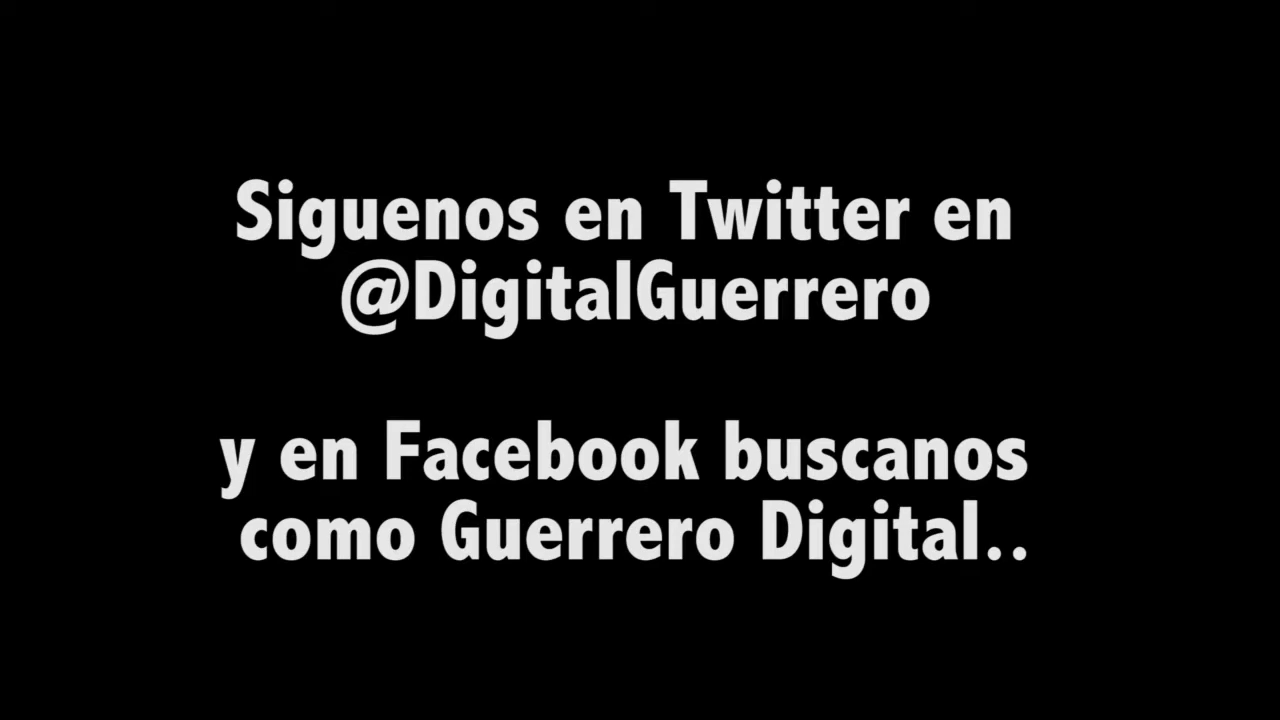 Siguenos en Twitter en
@DigitalGuerrero
y en Facebook buscanos
como Guerrero Digital..